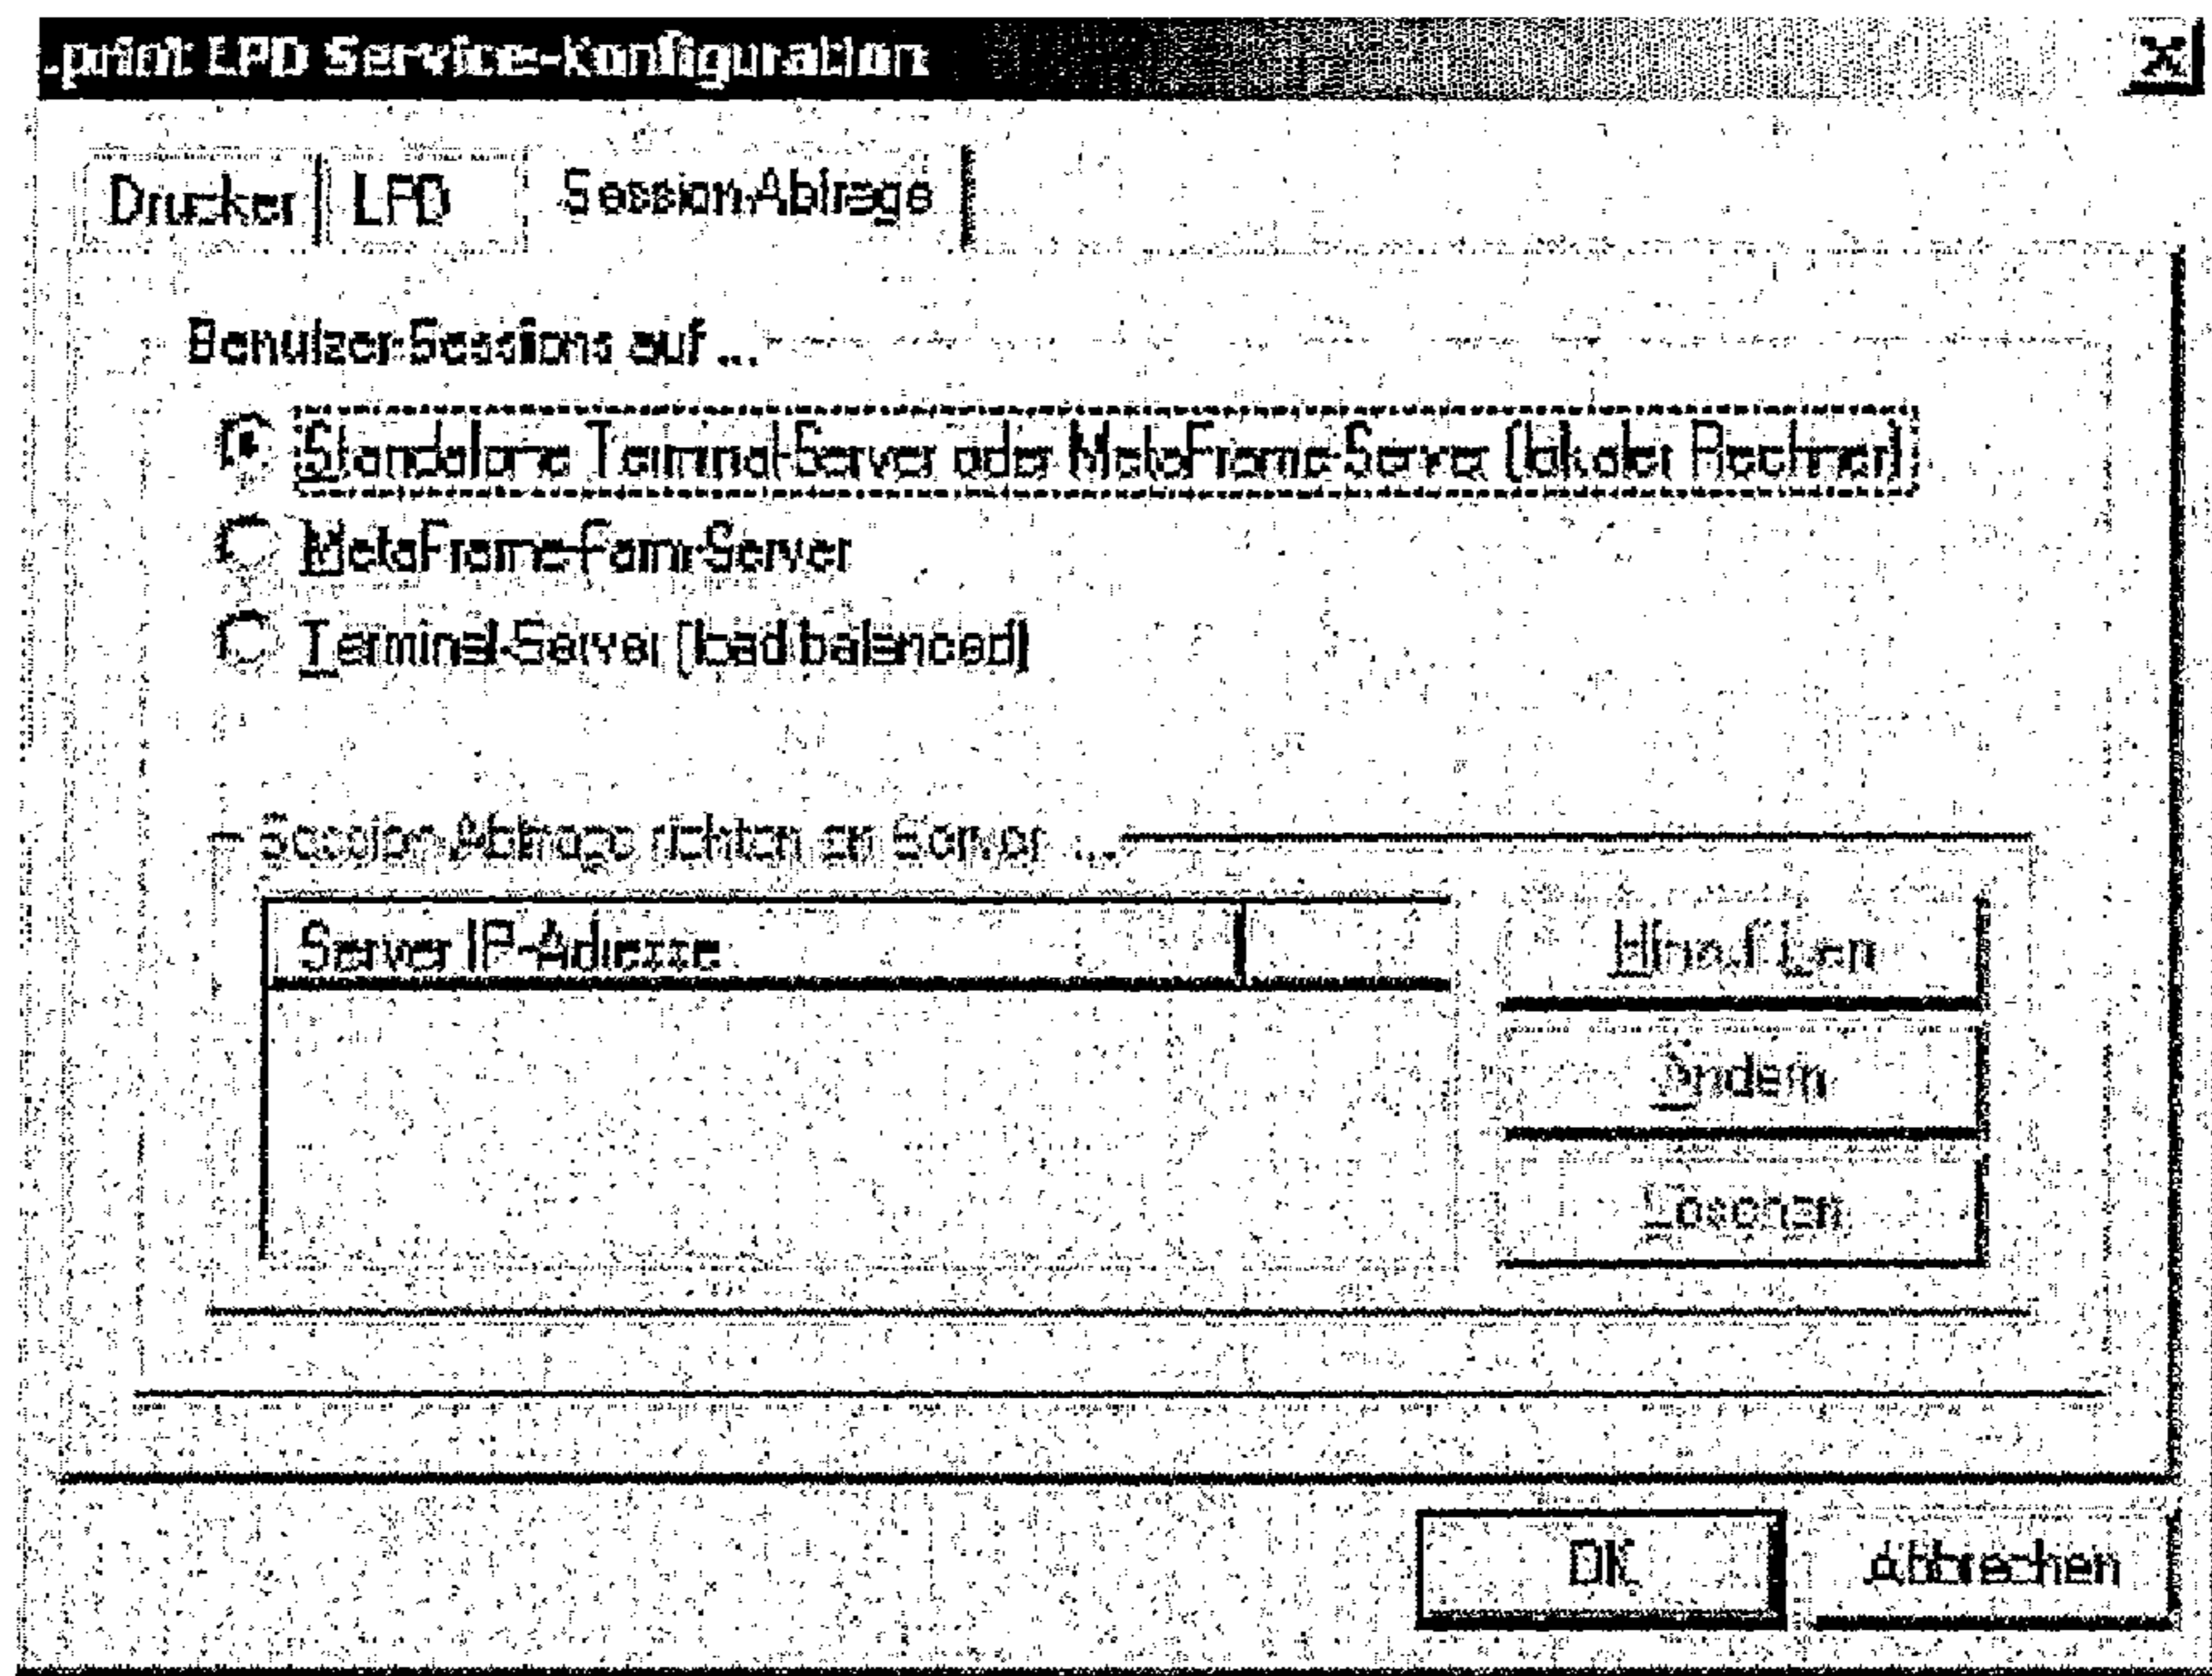 .print LPD Service-Konfiguration
Drucker LPD Session-Abfrage
Benutzer-Sessions auf ...
Standalone Terminal-Server oder MetaFrame-Server (lokaler Rechner)
MetaFrame-Farm-Server
Terminal-Server (load balanced)
Session-Abfrage richten an Server ...
Server IP-Adresse
Hinzufügen
Ändern
Löschen
OK Abbrechen